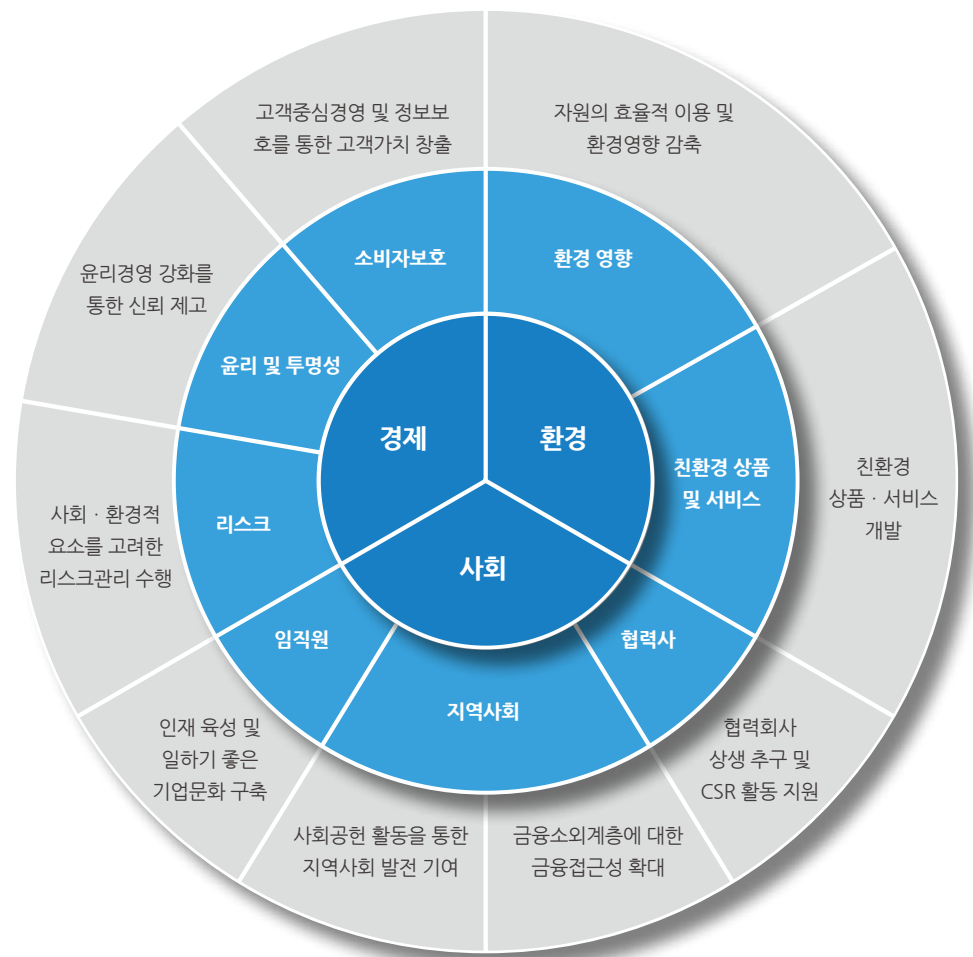 고객중심경영 및 정보보
호를 통한 고객가치 창출
자원의 효율적 이용 및
환경영향 감축
소비자보호
환경 영향
윤리경영 강화를
통한 신뢰 제고
윤리 및 투명성
경제
환경
친환경 상품
및 서비스
친환경
상품 · 서비스
개발
사회 · 환경적
요소를 고려한
리스크관리 수행
리스크
사회
임직원
협력사
지역사회
인재 육성 및
일하기 좋은
기업문화 구축
협력회사
상생 추구 및
CSR 활동 지원
사회공헌 활동을 통한
지역사회 발전 기여
금융소외계층에 대한
금융접근성 확대